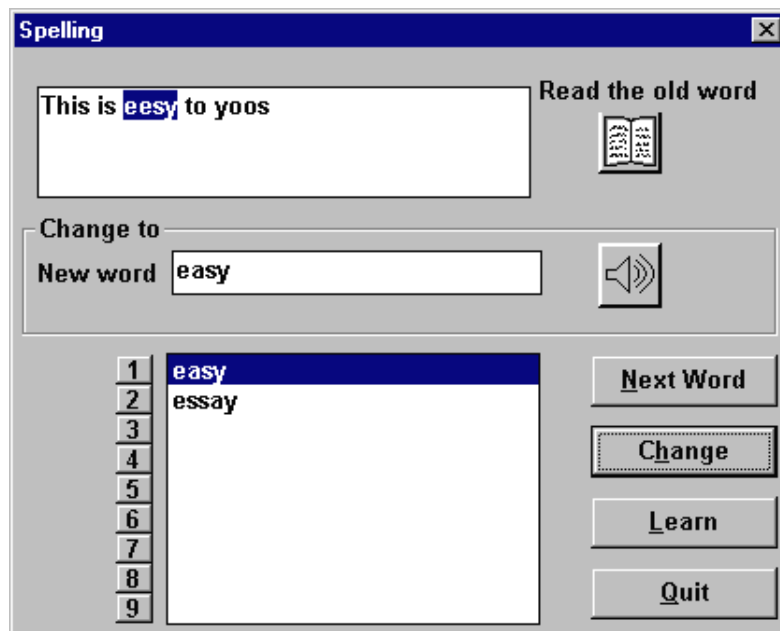 Spelling
This is eesy to yoos
Read the old word
Change to
New word easy
1 easy
2 essay
3
4
5
6
7
8
9
Next Word
Change
Learn
Quit